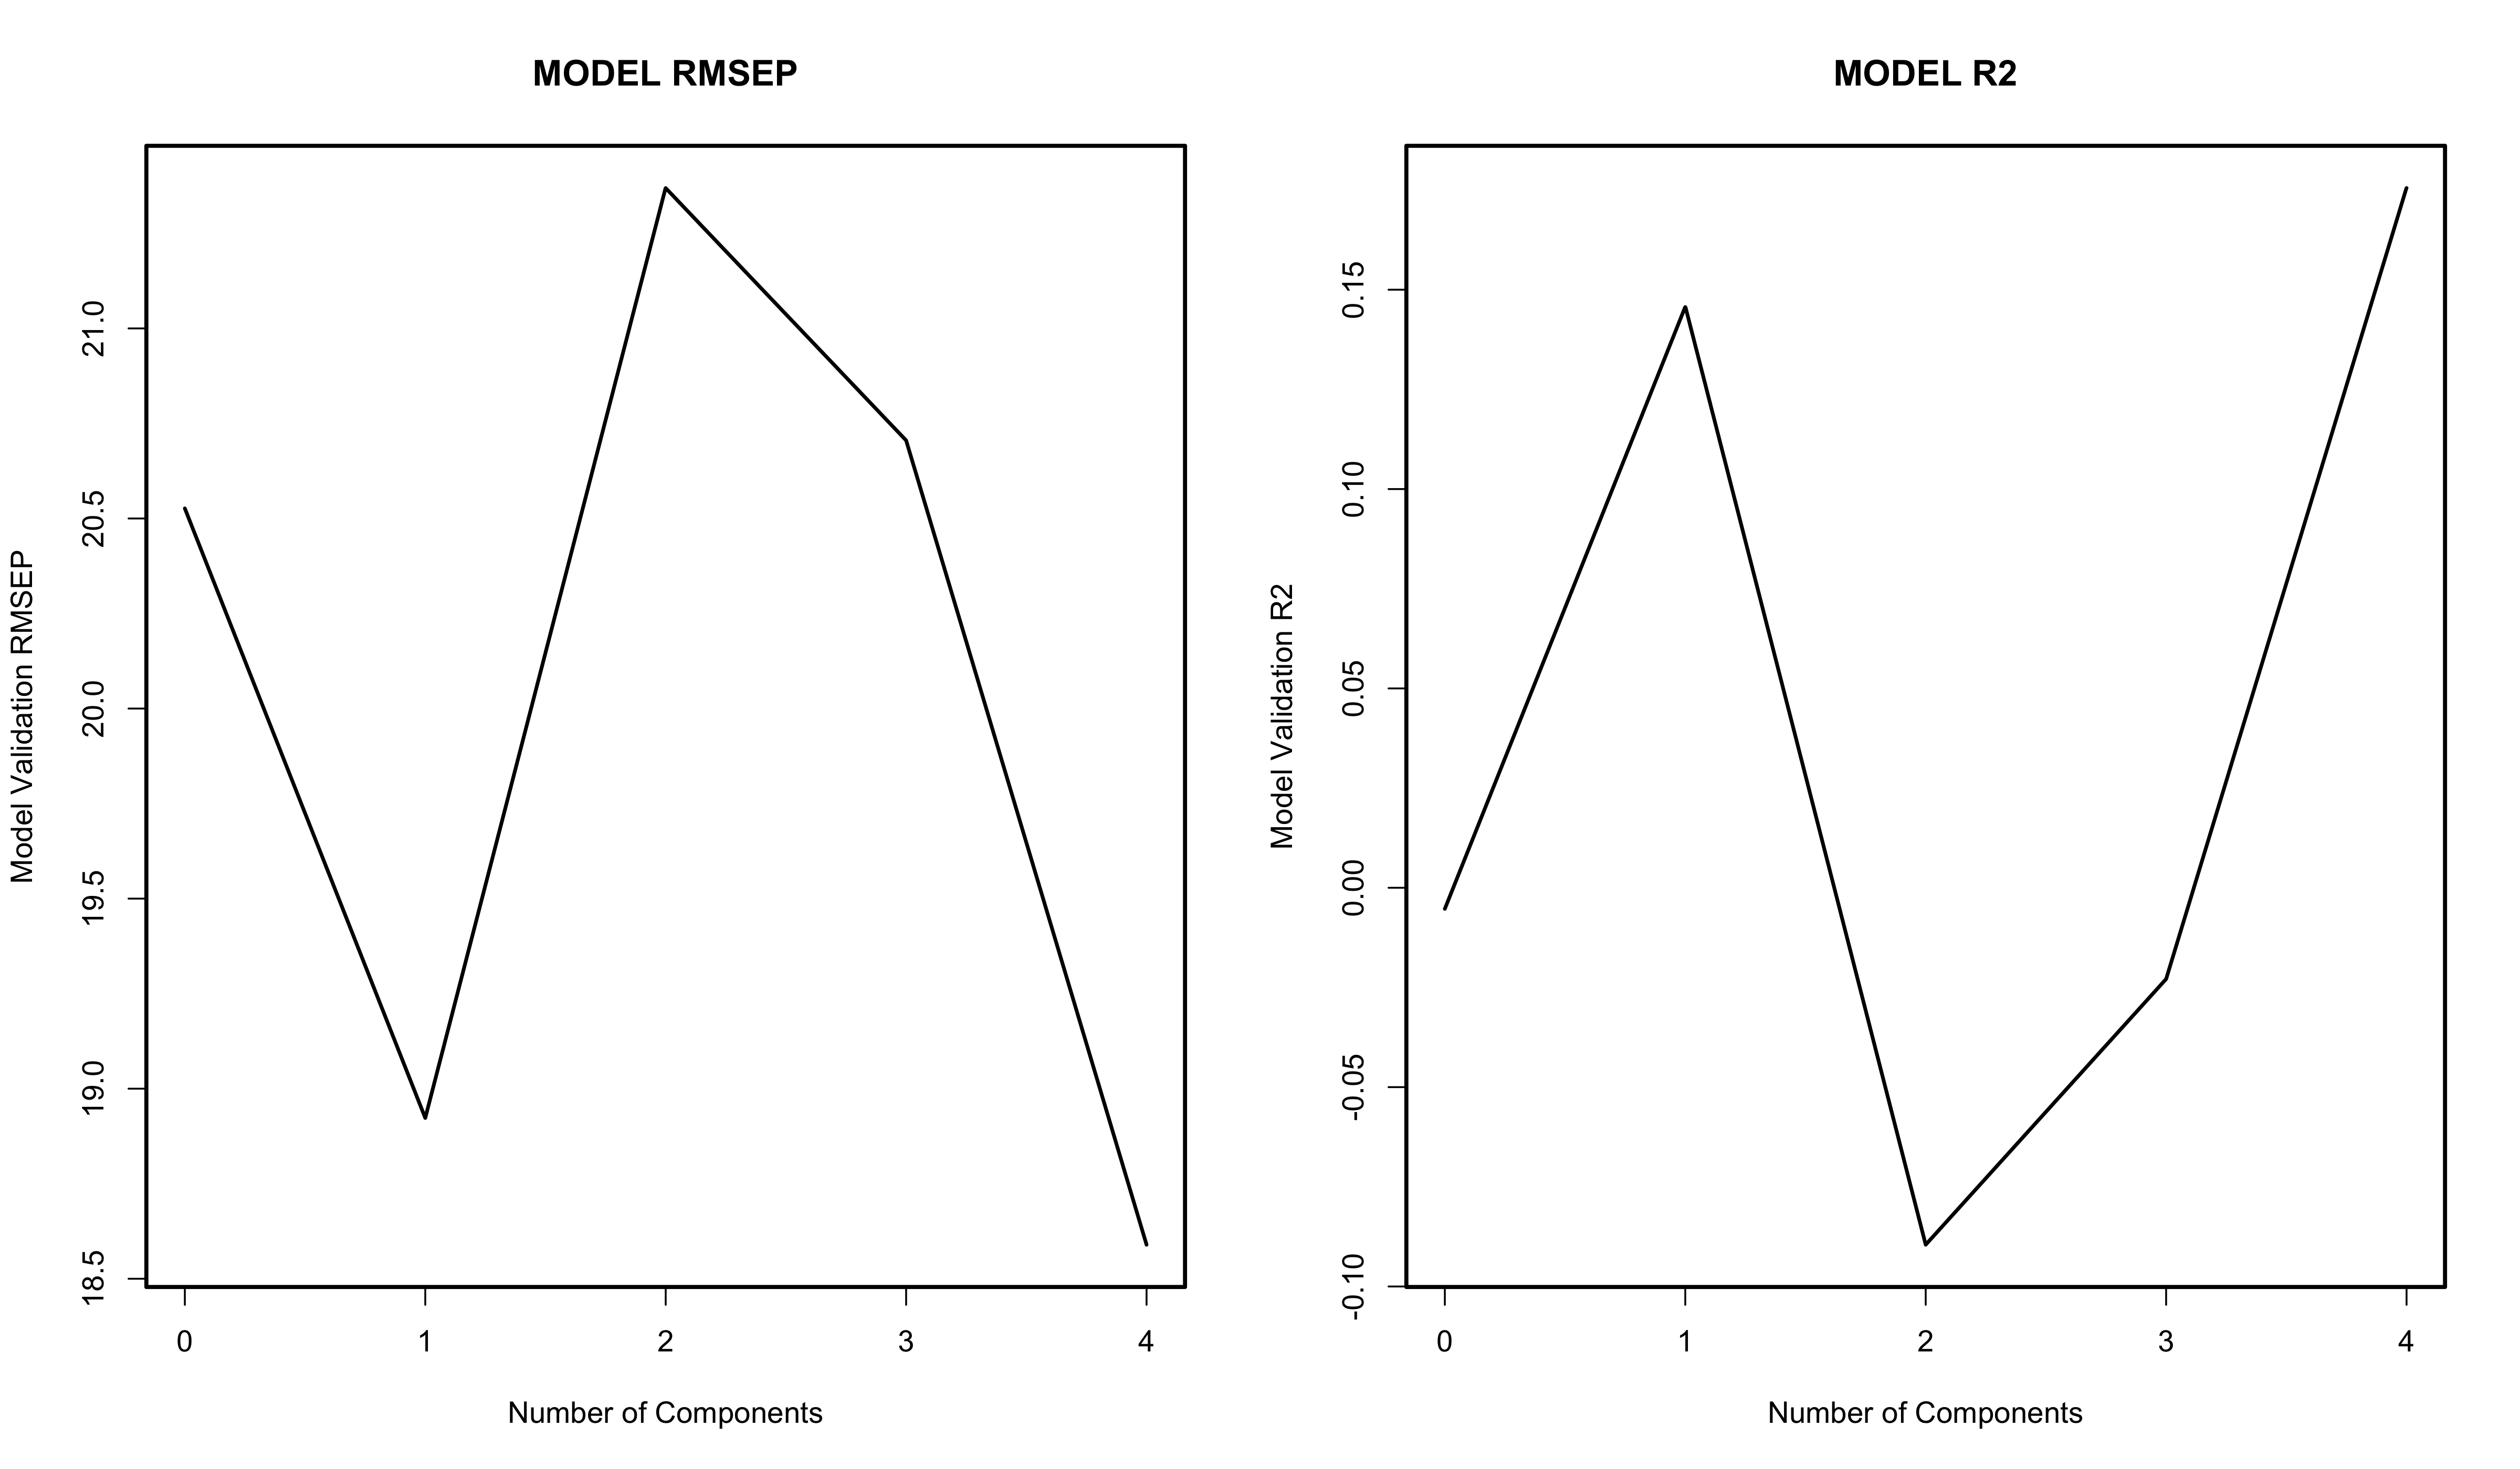 MODEL RMSEP
Model Validation RMSEP
21.0
20.5
20.0
19.5
19.0
18.5
0 1 2 3 4
Number of Components
MODEL R2
Model Validation R2
0.15
0.10
0.05
0.00
-0.05
-0.10
0 1 2 3 4
Number of Components